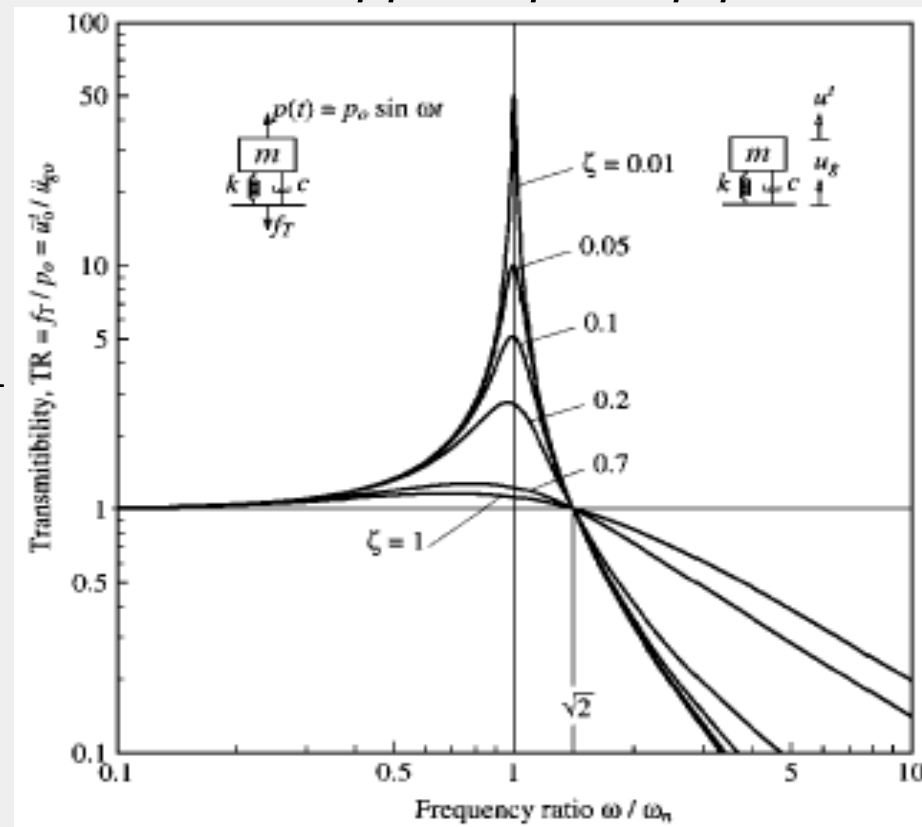 100
50
10
5
1
0.5
0.1
Transmitibility, TR = f_T / p_o = ü^t_o / ü_go
p(t) = p_o sin ωt
m
k
c
f_T
u^t
u_g
m
k
c
ζ = 0.01
0.05
0.1
0.2
0.7
ζ = 1
√2
0.1
0.5
1
5
10
Frequency ratio ω / ω_n